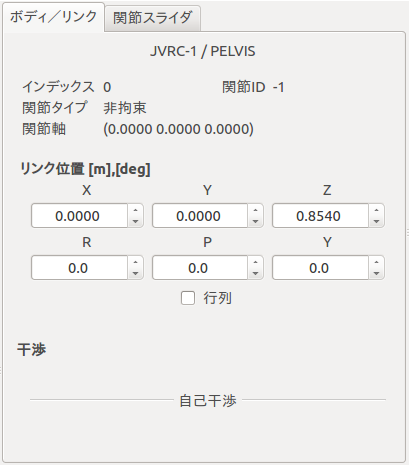 ボディ／リンク 関節スライダ
JVRC-1 / PELVIS
インデックス 0 関節ID -1
関節タイプ 非拘束
関節軸 (0.0000 0.0000 0.0000)
リンク位置 [m],[deg]
X Y Z
0.0000 0.0000 0.8540
R P Y
0.0 0.0 0.0
行列
干渉
自己干渉